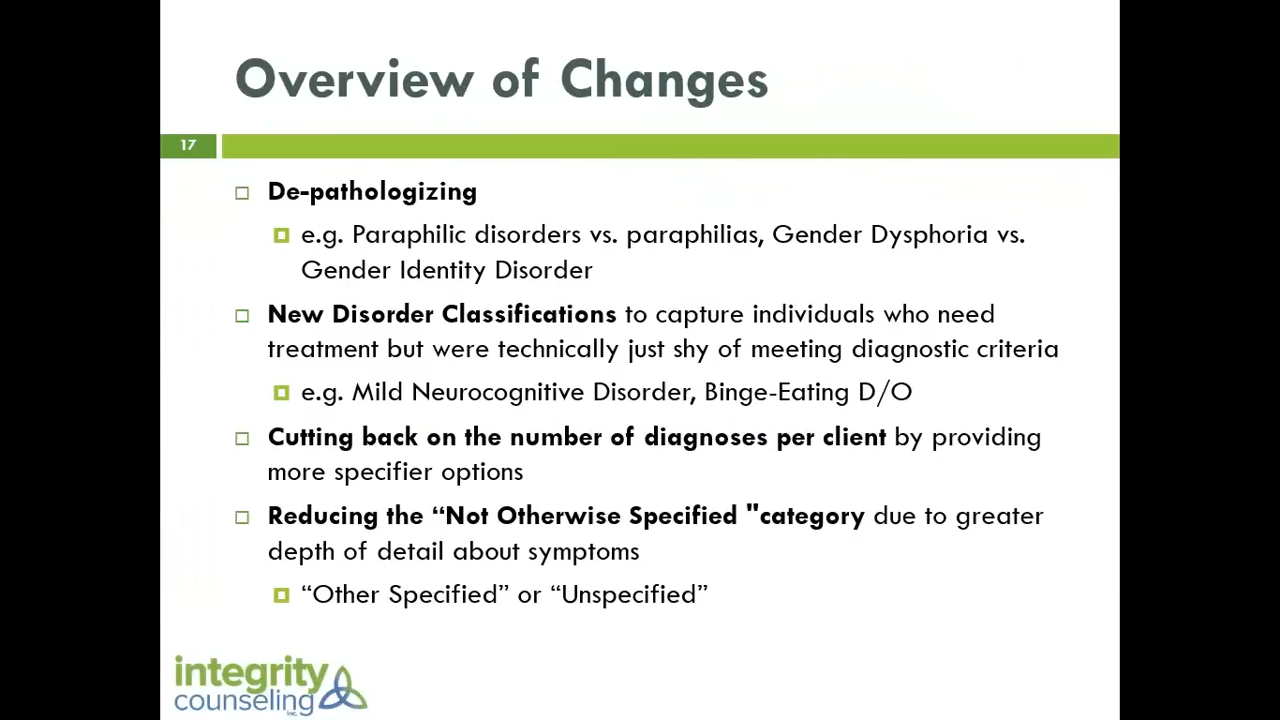 Overview of Changes
17
De-pathologizing
e.g. Paraphilic disorders vs. paraphilias, Gender Dysphoria vs.
Gender Identity Disorder
New Disorder Classifications to capture individuals who need
treatment but were technically just shy of meeting diagnostic criteria
e.g. Mild Neurocognitive Disorder, Binge-Eating D/O
Cutting back on the number of diagnoses per client by providing
more specifier options
Reducing the “Not Otherwise Specified "category due to greater
depth of detail about symptoms
“Other Specified” or “Unspecified”
integrity
counseling
inc.